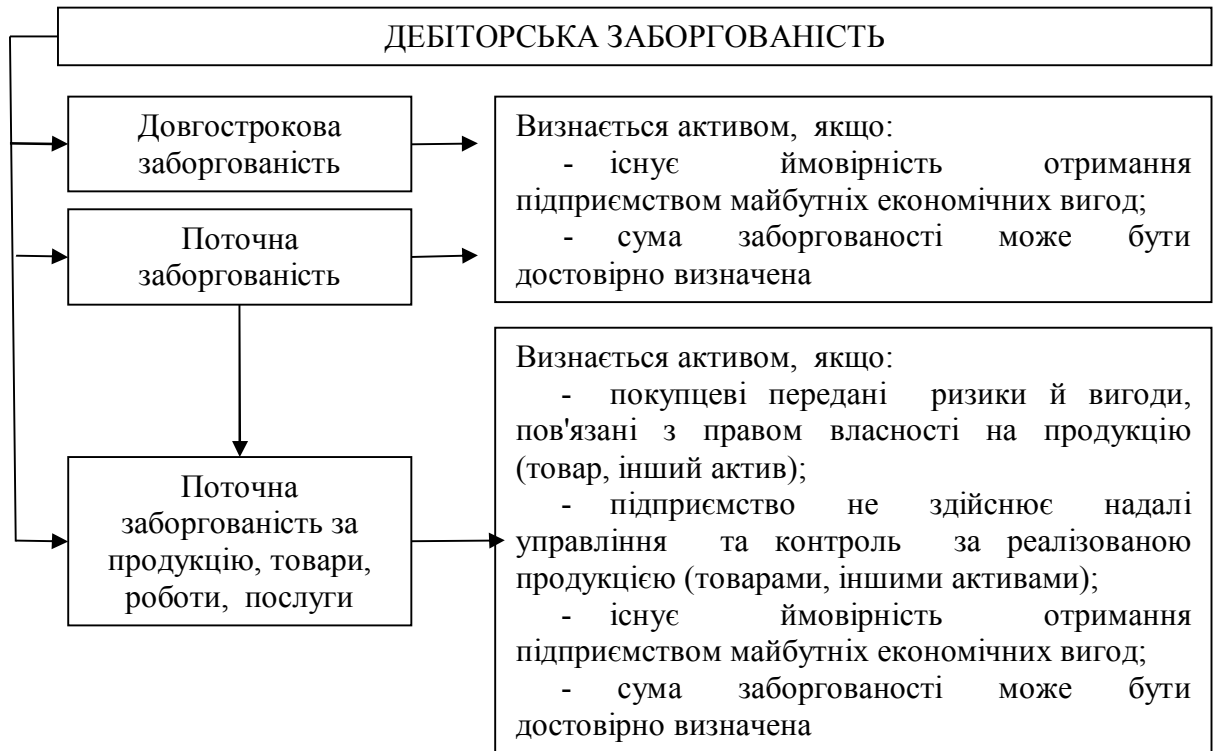 ДЕБІТОРСЬКА ЗАБОРГОВАНІСТЬ
Довгострокова
заборгованість
Визнається активом, якщо:
- існує ймовірність отримання
підприємством майбутніх економічних вигод;
- сума заборгованості може бути
достовірно визначена
Поточна
заборгованість
Визнається активом, якщо:
- покупцеві передані ризики й вигоди,
пов'язані з правом власності на продукцію
(товар, інший актив);
- підприємство не здійснює надалі
управління та контроль за реалізованою
продукцією (товарами, іншими активами);
- існує ймовірність отримання
підприємством майбутніх економічних вигод;
- сума заборгованості може бути
достовірно визначена
Поточна
заборгованість за
продукцію, товари,
роботи, послуги